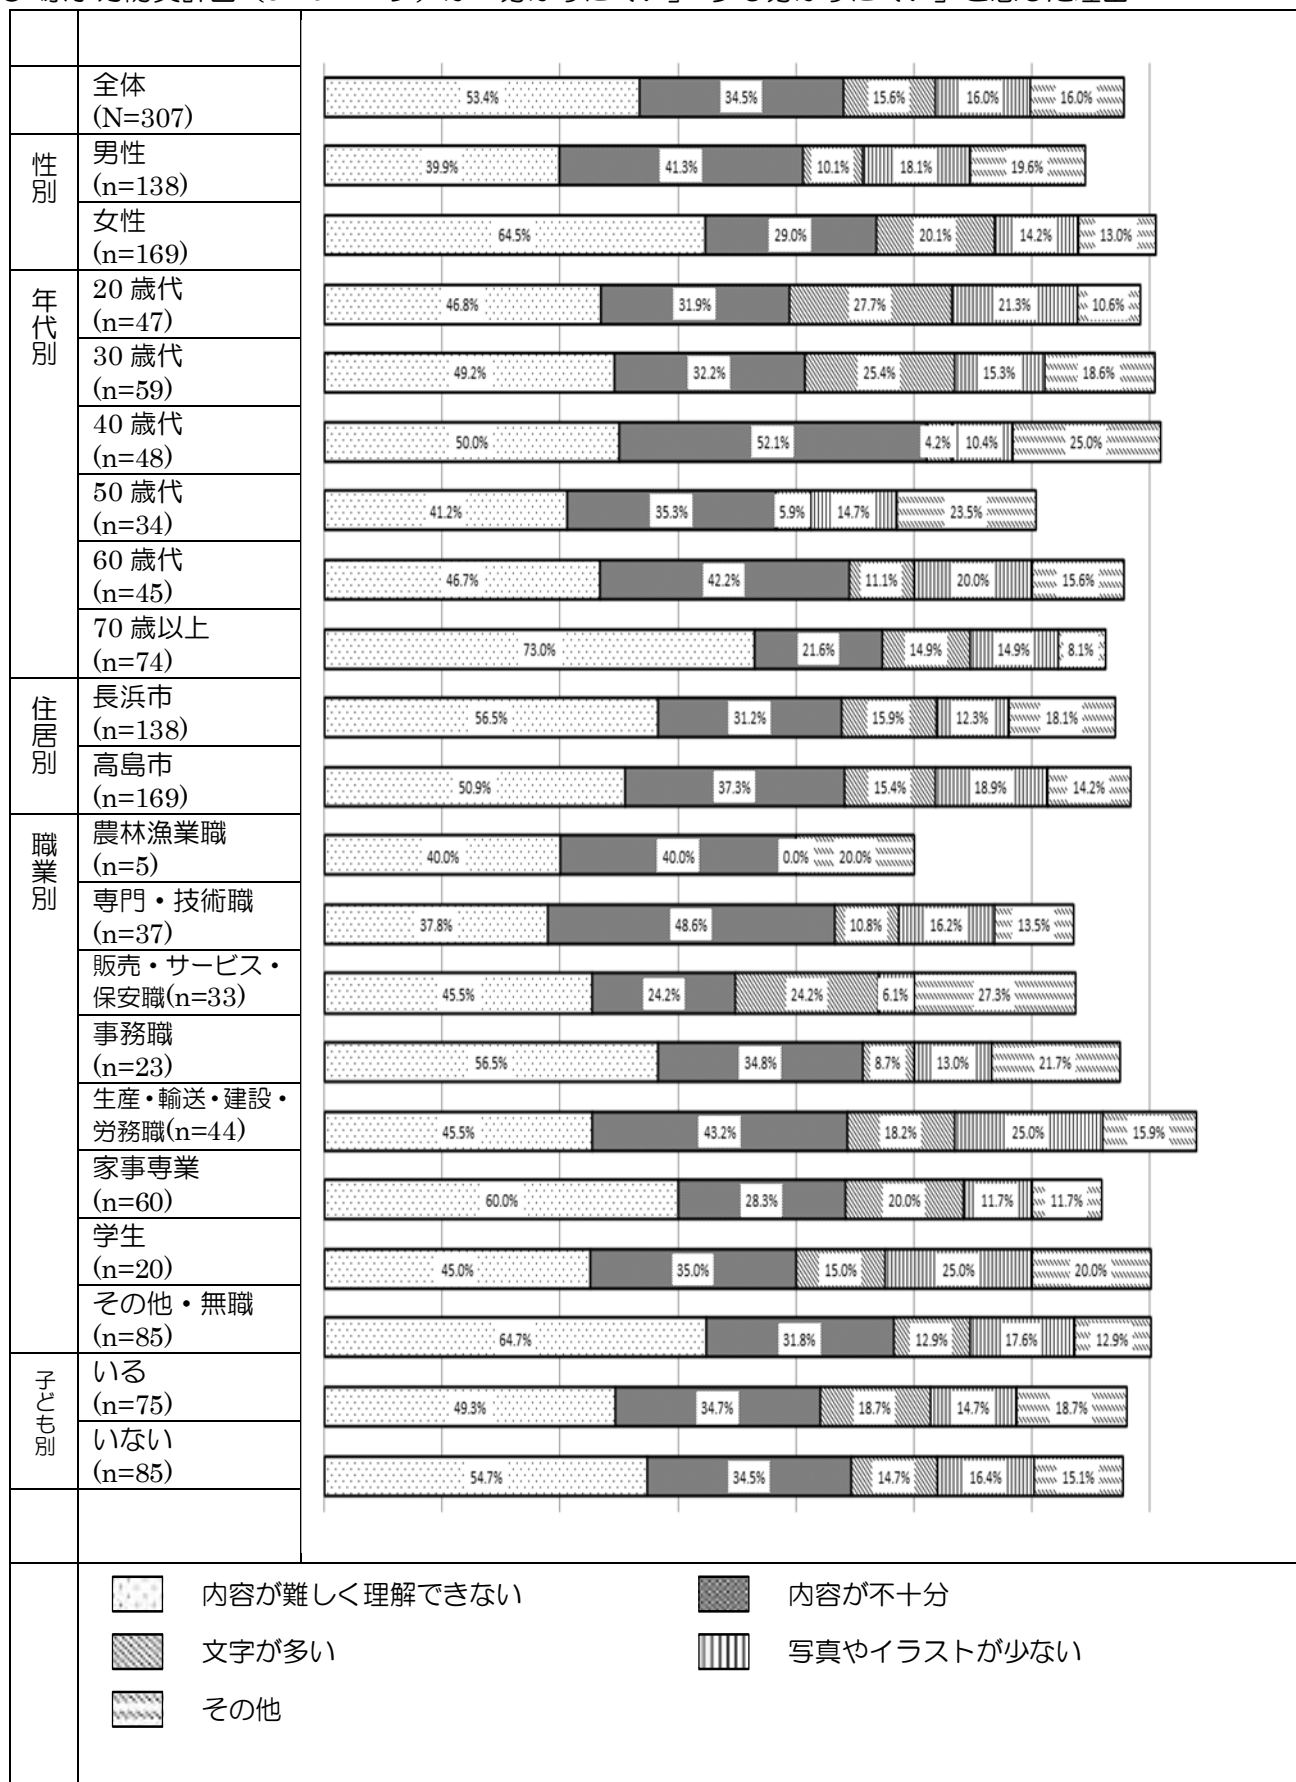 全体
(N=307)
53.4% 34.5% 15.6% 16.0% 16.0%
性別
男性
(n=138)
39.9% 41.3% 10.1% 18.1% 19.6%
女性
(n=169)
64.5% 29.0% 20.1% 14.2% 13.0%
年代別
20 歳代
(n=47)
46.8% 31.9% 27.7% 21.3% 10.6%
30 歳代
(n=59)
49.2% 32.2% 25.4% 15.3% 18.6%
40 歳代
(n=48)
50.0% 52.1% 4.2% 10.4% 25.0%
50 歳代
(n=34)
41.2% 35.3% 5.9% 14.7% 23.5%
60 歳代
(n=45)
46.7% 42.2% 11.1% 20.0% 15.6%
70 歳以上
(n=74)
73.0% 21.6% 14.9% 14.9% 8.1%
住居別
長浜市
(n=138)
56.5% 31.2% 15.9% 12.3% 18.1%
高島市
(n=169)
50.9% 37.3% 15.4% 18.9% 14.2%
職業別
農林漁業職
(n=5)
40.0% 40.0% 0.0% 20.0%
専門・技術職
(n=37)
37.8% 48.6% 10.8% 16.2% 13.5%
販売・サービス・
保安職(n=33)
45.5% 24.2% 24.2% 6.1% 27.3%
事務職
(n=23)
56.5% 34.8% 8.7% 13.0% 21.7%
生産・輸送・建設・
労務職(n=44)
45.5% 43.2% 18.2% 25.0% 15.9%
家事専業
(n=60)
60.0% 28.3% 20.0% 11.7% 11.7%
学生
(n=20)
45.0% 35.0% 15.0% 25.0% 20.0%
その他・無職
(n=85)
64.7% 31.8% 12.9% 17.6% 12.9%
子ども別
いる
(n=75)
49.3% 34.7% 18.7% 14.7% 18.7%
いない
(n=85)
54.7% 34.5% 14.7% 16.4% 15.1%
内容が難しく理解できない 内容が不十分
文字が多い 写真やイラストが少ない
その他